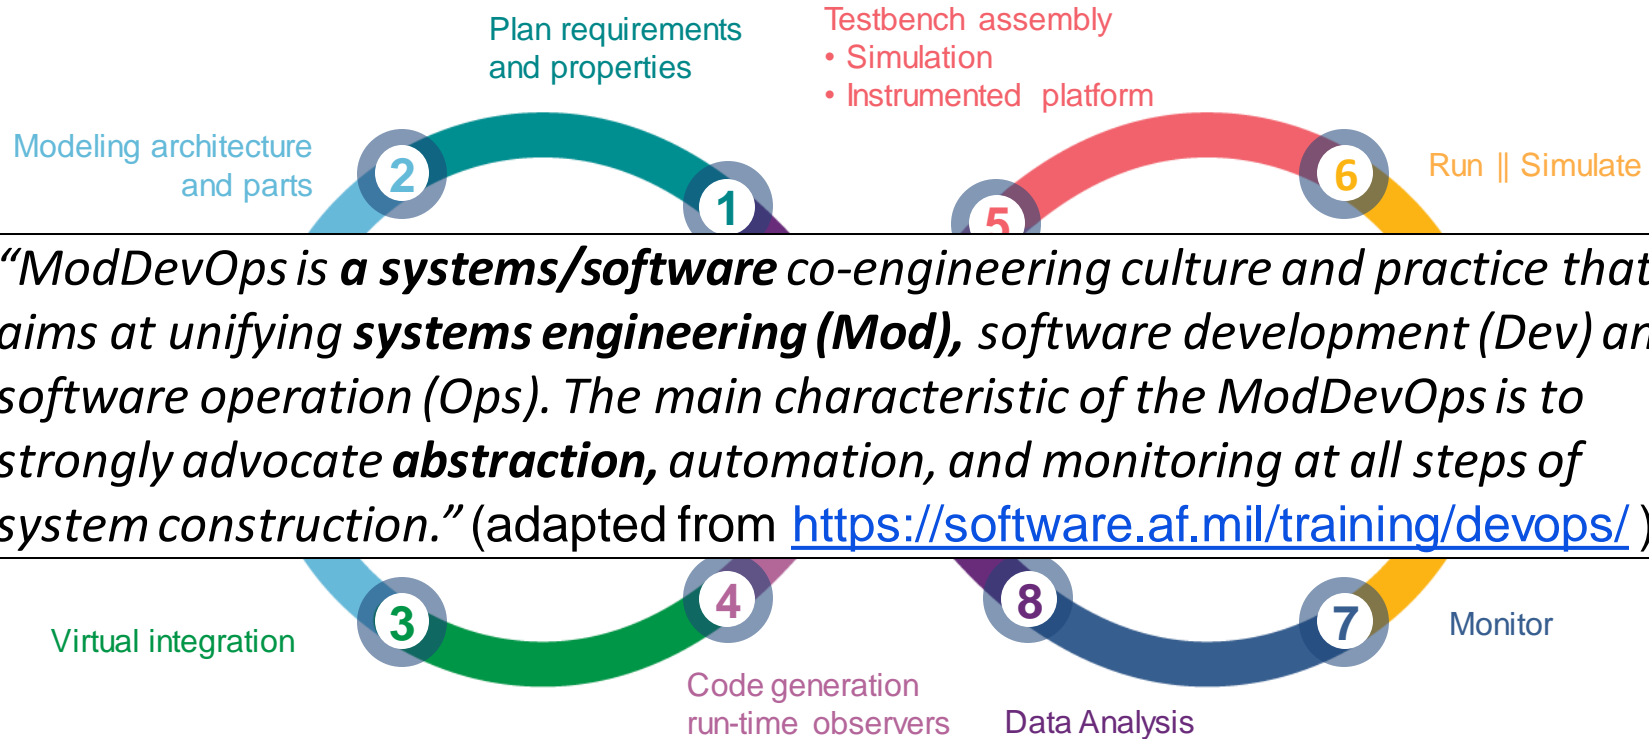 Plan requirements
and properties
Testbench assembly
• Simulation
• Instrumented platform
Modeling architecture
and parts
2
1
5
6
Run || Simulate
“ModDevOps is a systems/software co-engineering culture and practice that
aims at unifying systems engineering (Mod), software development (Dev) an
software operation (Ops). The main characteristic of the ModDevOps is to
strongly advocate abstraction, automation, and monitoring at all steps of
system construction.” (adapted from https://software.af.mil/training/devops/ )
3
4
8
7
Virtual integration
Monitor
Code generation
run-time observers
Data Analysis